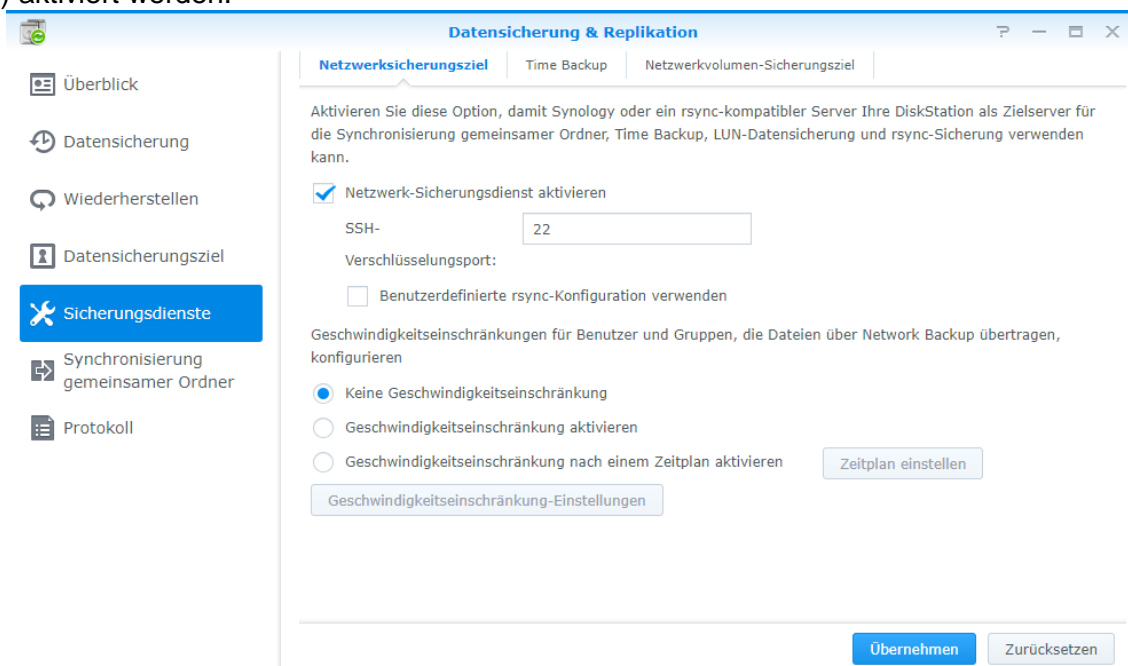 ) aktiviert werden.
Datensicherung & Replikation
Überblick
Datensicherung
Wiederherstellen
Datensicherungsziel
Sicherungsdienste
Synchronisierung
gemeinsamer Ordner
Protokoll
Netzwerksicherungsziel
Time Backup
Netzwerkvolumen-Sicherungsziel
Aktivieren Sie diese Option, damit Synology oder ein rsync-kompatibler Server Ihre DiskStation als Zielserver für
die Synchronisierung gemeinsamer Ordner, Time Backup, LUN-Datensicherung und rsync-Sicherung verwenden
kann.
Netzwerk-Sicherungsdienst aktivieren
SSH-
22
Verschlüsselungsport:
Benutzerdefinierte rsync-Konfiguration verwenden
Geschwindigkeitseinschränkungen für Benutzer und Gruppen, die Dateien über Network Backup übertragen,
konfigurieren
Keine Geschwindigkeitseinschränkung
Geschwindigkeitseinschränkung aktivieren
Geschwindigkeitseinschränkung nach einem Zeitplan aktivieren
Zeitplan einstellen
Geschwindigkeitseinschränkung-Einstellungen
Übernehmen
Zurücksetzen